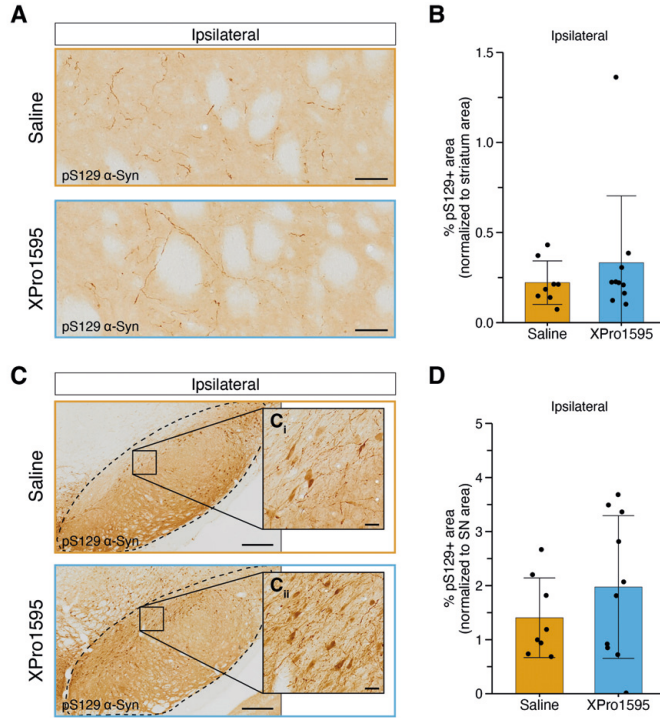 A
Ipsilateral
Saline
pS129 α-Syn
XPro1595
pS129 α-Syn
B
Ipsilateral
% pS129+ area
(normalized to striatum area)
1.5
1.0
0.5
0.0
Saline XPro1595
C
Ipsilateral
Saline
Ci
pS129 α-Syn
XPro1595
Cii
pS129 α-Syn
D
Ipsilateral
% pS129+ area
(normalized to SN area)
5
4
3
2
1
0
Saline XPro1595